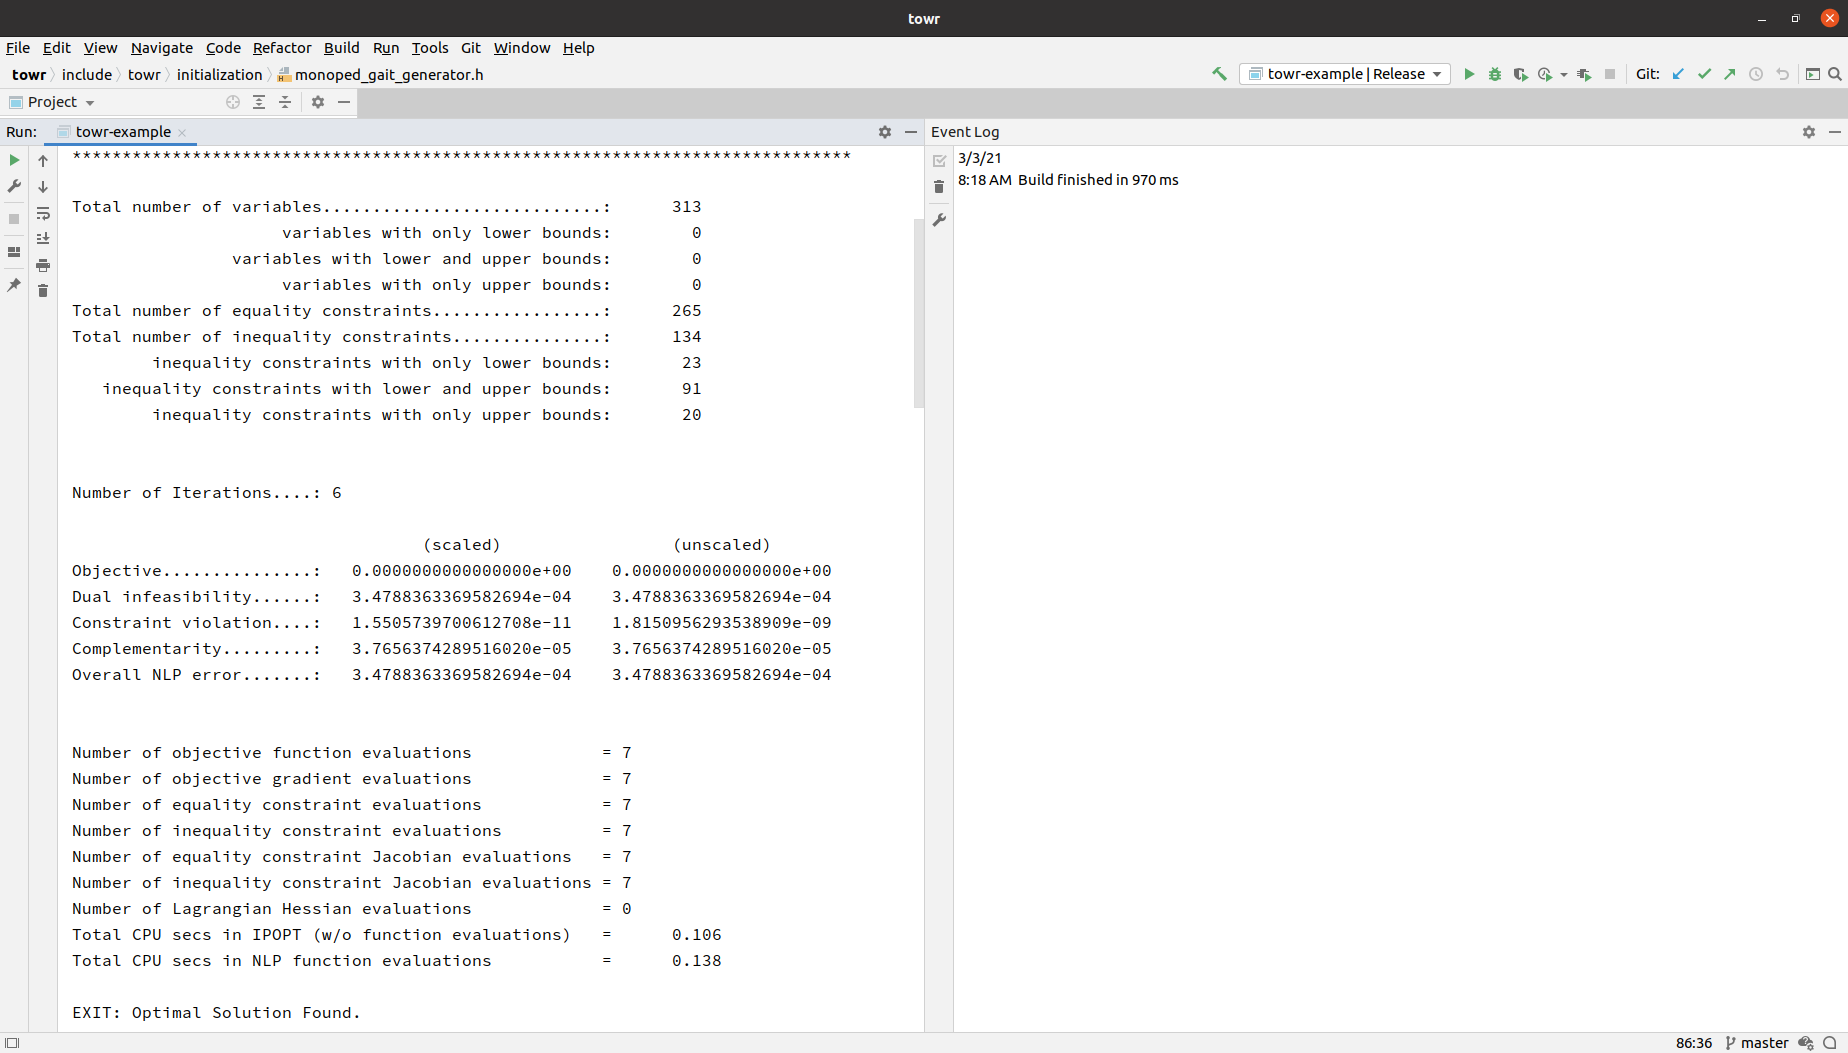 towr
File Edit View Navigate Code Refactor Build Run Tools Git Window Help
towr include towr initialization monoped_gait_generator.h towr-example | Release Git:
Project
Run: towr-example Event Log
******************************************************************************
3/3/21
8:18 AM Build finished in 970 ms
Total number of variables............................: 313
variables with only lower bounds: 0
variables with lower and upper bounds: 0
variables with only upper bounds: 0
Total number of equality constraints.................: 265
Total number of inequality constraints...............: 134
inequality constraints with only lower bounds: 23
inequality constraints with lower and upper bounds: 91
inequality constraints with only upper bounds: 20
Number of Iterations....: 6
(scaled) (unscaled)
Objective...............: 0.0000000000000000e+00 0.0000000000000000e+00
Dual infeasibility......: 3.4788363369582694e-04 3.4788363369582694e-04
Constraint violation....: 1.5505739700612708e-11 1.8150956293538909e-09
Complementarity.........: 3.7656374289516020e-05 3.7656374289516020e-05
Overall NLP error.......: 3.4788363369582694e-04 3.4788363369582694e-04
Number of objective function evaluations = 7
Number of objective gradient evaluations = 7
Number of equality constraint evaluations = 7
Number of inequality constraint evaluations = 7
Number of equality constraint Jacobian evaluations = 7
Number of inequality constraint Jacobian evaluations = 7
Number of Lagrangian Hessian evaluations = 0
Total CPU secs in IPOPT (w/o function evaluations) = 0.106
Total CPU secs in NLP function evaluations = 0.138
EXIT: Optimal Solution Found.
86:36 master